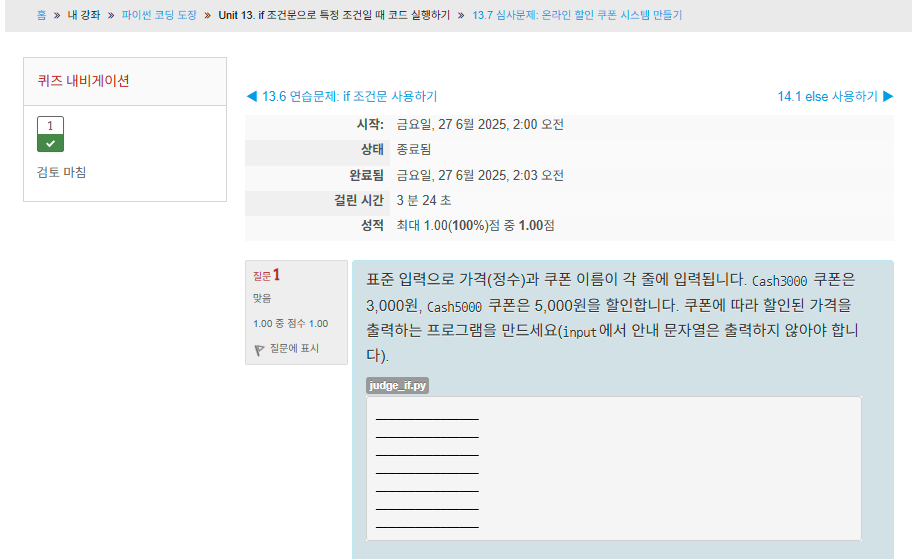 홈 » 내 강좌 » 파이썬 코딩 도장 » Unit 13. if 조건문으로 특정 조건일 때 코드 실행하기 » 13.7 심사문제: 온라인 할인 쿠폰 시스템 만들기
퀴즈 내비게이션
1
검토 마침
◀ 13.6 연습문제: if 조건문 사용하기
14.1 else 사용하기 ▶
시작: 금요일, 27 6월 2025, 2:00 오전
상태 종료됨
완료됨 금요일, 27 6월 2025, 2:03 오전
걸린 시간 3 분 24 초
성적 최대 1.00(100%)점 중 1.00점
질문 1
맞음
1.00 중 점수 1.00
질문에 표시
표준 입력으로 가격(정수)과 쿠폰 이름이 각 줄에 입력됩니다. Cash3000 쿠폰은
3,000원, Cash5000 쿠폰은 5,000원을 할인합니다. 쿠폰에 따라 할인된 가격을
출력하는 프로그램을 만드세요(input에서 안내 문자열은 출력하지 않아야 합니
다).
judge_if.py
________________
________________
________________
________________
________________
________________
________________